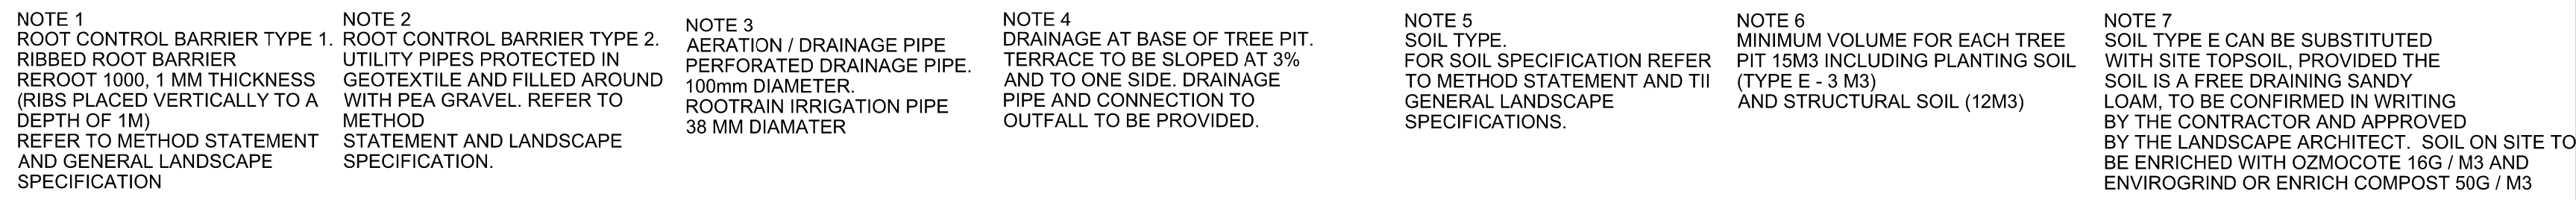 NOTE 1
ROOT CONTROL BARRIER TYPE 1.
RIBBED ROOT BARRIER
REROOT 1000, 1 MM THICKNESS
(RIBS PLACED VERTICALLY TO A
DEPTH OF 1M)
REFER TO METHOD STATEMENT
AND GENERAL LANDSCAPE
SPECIFICATION
NOTE 2
ROOT CONTROL BARRIER TYPE 2.
UTILITY PIPES PROTECTED IN
GEOTEXTILE AND FILLED AROUND
WITH PEA GRAVEL. REFER TO
METHOD
STATEMENT AND LANDSCAPE
SPECIFICATION.
NOTE 3
AERATION / DRAINAGE PIPE
PERFORATED DRAINAGE PIPE.
100mm DIAMETER.
ROOTRAIN IRRIGATION PIPE
38 MM DIAMATER
NOTE 4
DRAINAGE AT BASE OF TREE PIT.
TERRACE TO BE SLOPED AT 3%
AND TO ONE SIDE. DRAINAGE
PIPE AND CONNECTION TO
OUTFALL TO BE PROVIDED.
NOTE 5
SOIL TYPE.
FOR SOIL SPECIFICATION REFER
TO METHOD STATEMENT AND TII
GENERAL LANDSCAPE
SPECIFICATIONS.
NOTE 6
MINIMUM VOLUME FOR EACH TREE
PIT 15M3 INCLUDING PLANTING SOIL
(TYPE E - 3 M3)
AND STRUCTURAL SOIL (12M3)
NOTE 7
SOIL TYPE E CAN BE SUBSTITUTED
WITH SITE TOPSOIL, PROVIDED THE
SOIL IS A FREE DRAINING SANDY
LOAM, TO BE CONFIRMED IN WRITING
BY THE CONTRACTOR AND APPROVED
BY THE LANDSCAPE ARCHITECT. SOIL ON SITE TO
BE ENRICHED WITH OZMOCOTE 16G / M3 AND
ENVIROGRIND OR ENRICH COMPOST 50G / M3